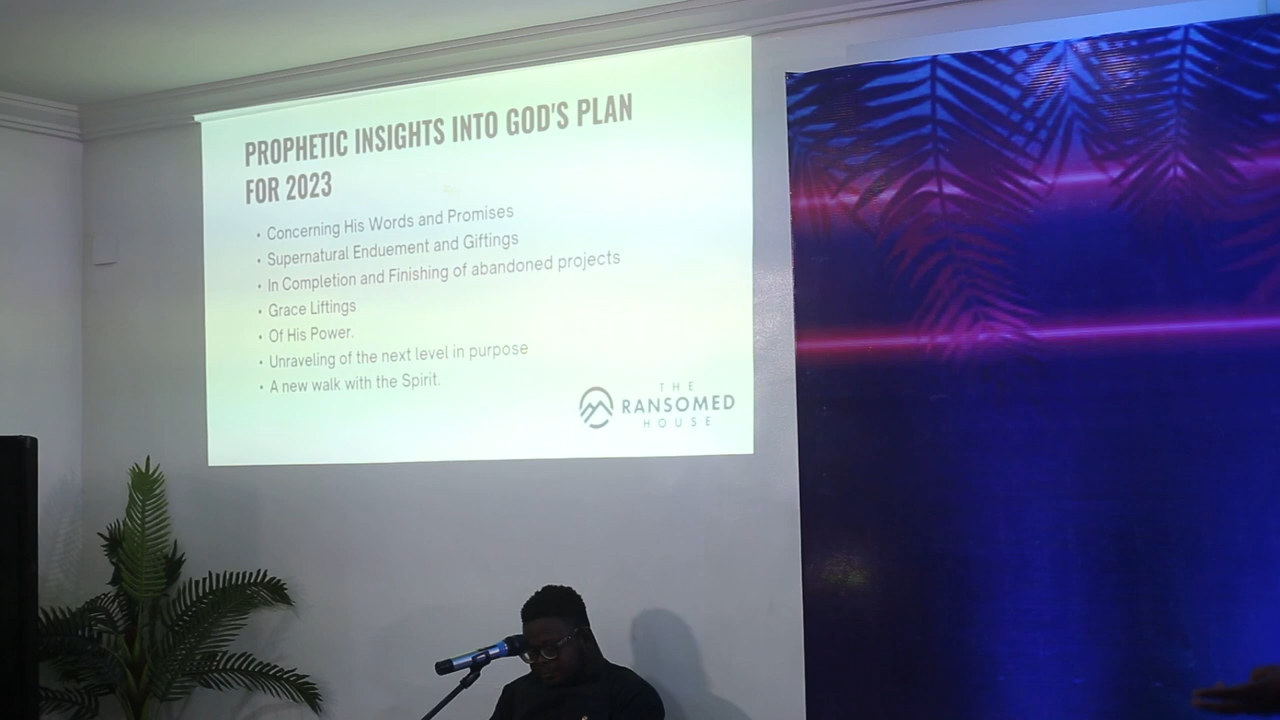 PROPHETIC INSIGHTS INTO GOD'S PLAN
FOR 2023
• Concerning His Words and Promises
• Supernatural Enduement and Giftings
• In Completion and Finishing of abandoned projects
• Grace Liftings
• Of His Power.
• Unraveling of the next level in purpose
• A new walk with the Spirit.
THE
RANSOMED
HOUSE